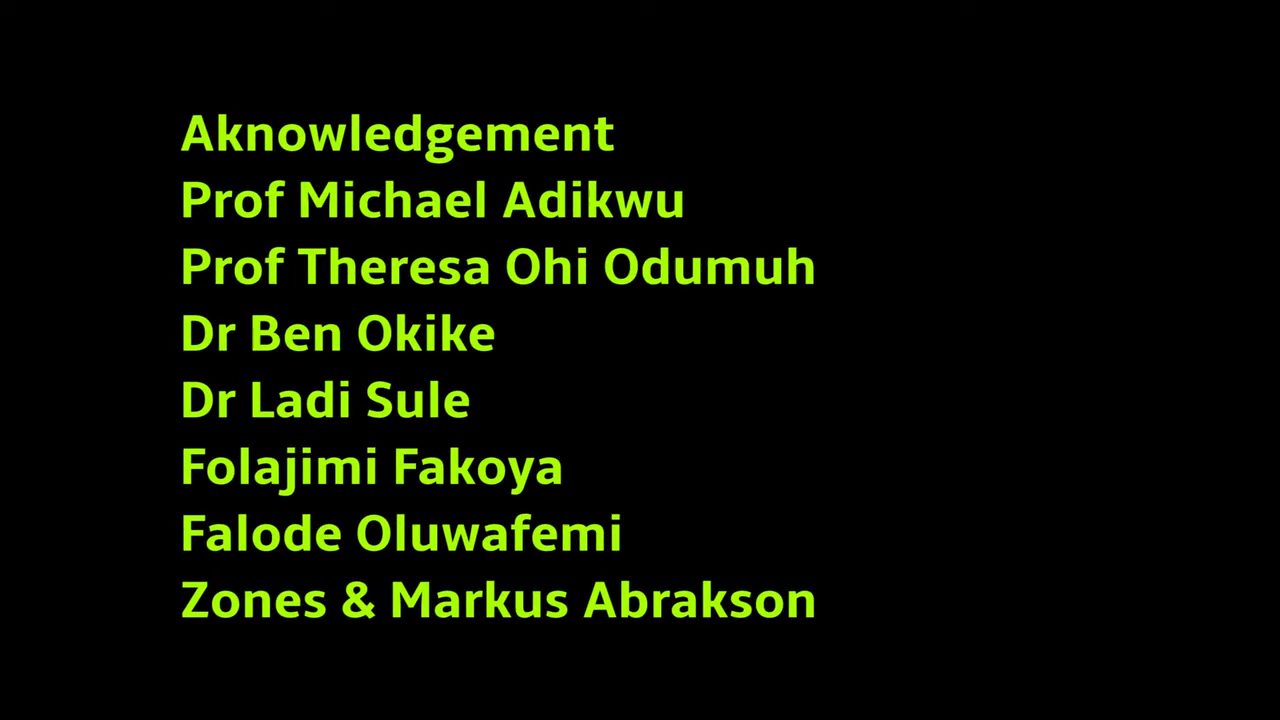 Aknowledgement
Prof Michael Adikwu
Prof Theresa Ohi Odumuh
Dr Ben Okike
Dr Ladi Sule
Folajimi Fakoya
Falode Oluwafemi
Zones & Markus Abrakson